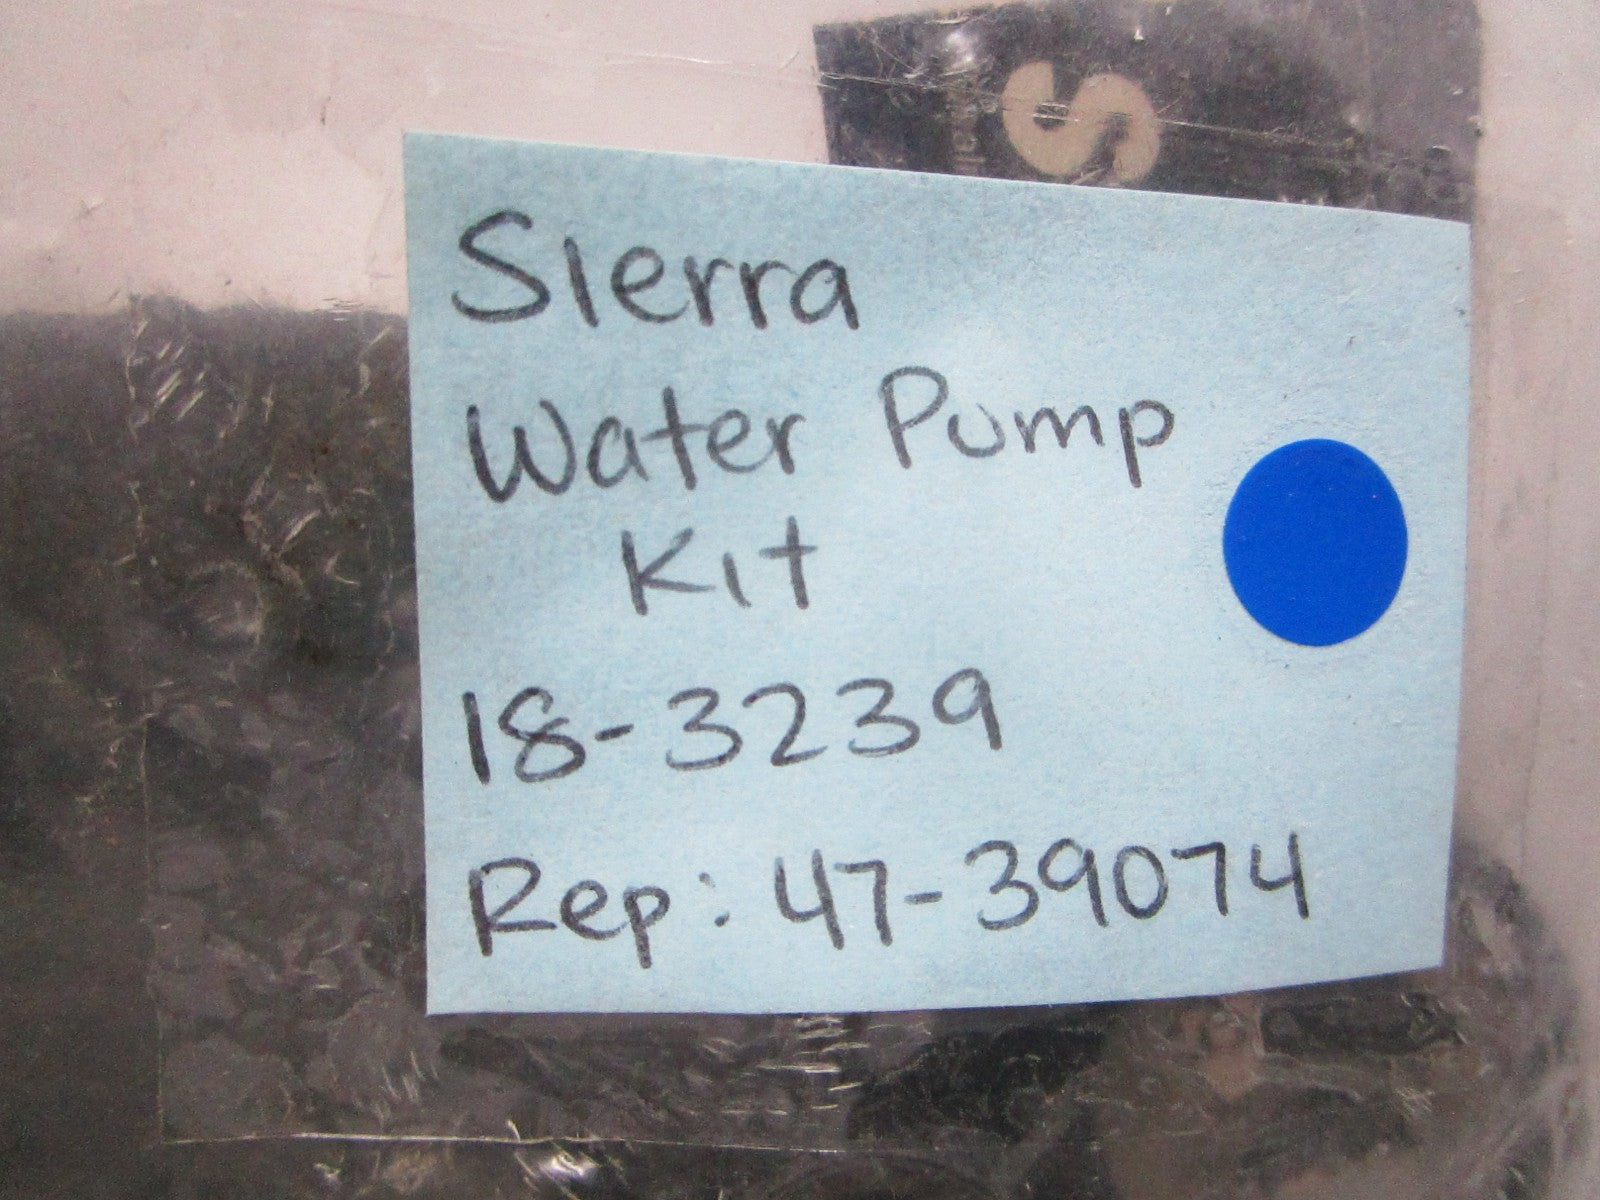 S
Sierra
Water Pump
Kit
18-3239
Rep: 47-39074